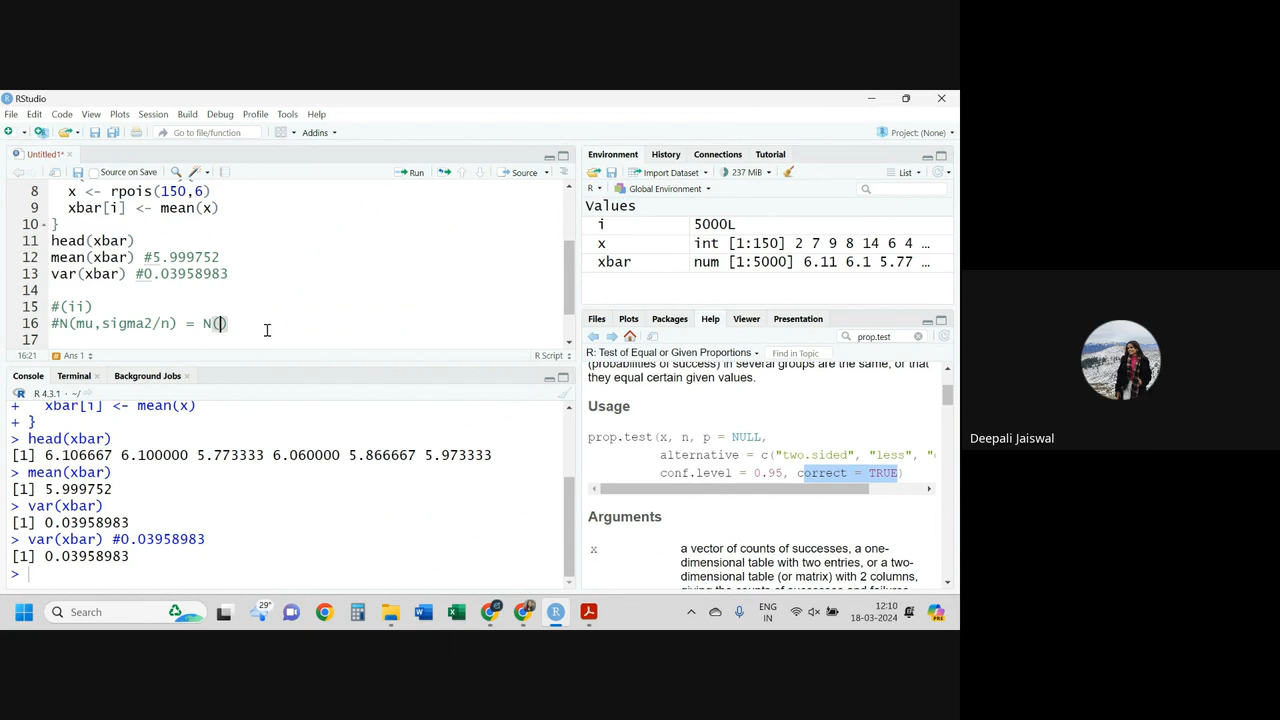 RStudio
File Edit Code View Plots Session Build Debug Profile Tools Help
Go to file/function Addins Project: (None)
Untitled1*
Source on Save Run Source
8 x <- rpois(150,6)
9 xbar[i] <- mean(x)
10 }
11 head(xbar)
12 mean(xbar) #5.999752
13 var(xbar) #0.03958983
14
15 #(ii)
16 #N(mu,sigma2/n) = N()
17
16:21 Ans 1 R Script
Console Terminal Background Jobs
R 4.3.1 · ~/
+ xbar[i] <- mean(x)
+ }
> head(xbar)
[1] 6.106667 6.100000 5.773333 6.060000 5.866667 5.973333
> mean(xbar)
[1] 5.999752
> var(xbar)
[1] 0.03958983
> var(xbar) #0.03958983
[1] 0.03958983
>
Environment History Connections Tutorial
Import Dataset 237 MiB List
R Global Environment
Values
i 5000L
x int [1:150] 2 7 9 8 14 6 4 …
xbar num [1:5000] 6.11 6.1 5.77 …
Files Plots Packages Help Viewer Presentation
prop.test
R: Test of Equal or Given Proportions Find in Topic
(probabilities of success) in several groups are the same, or that
they equal certain given values.
Usage
prop.test(x, n, p = NULL,
alternative = c("two.sided", "less", "
conf.level = 0.95, correct = TRUE)
Arguments
x a vector of counts of successes, a one-
dimensional table with two entries, or a two-
dimensional table (or matrix) with 2 columns,
giving the counts of successes and failures
Deepali Jaiswal
Search 29° ENG IN 12:10 18-03-2024